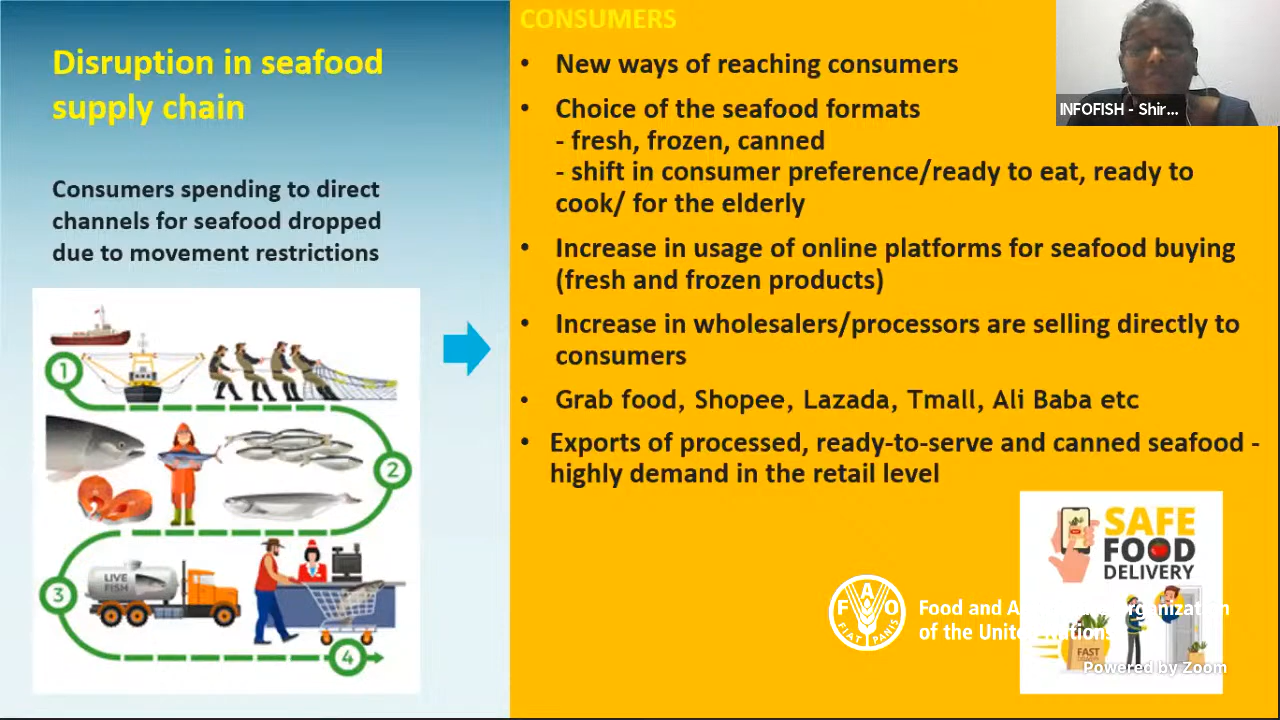 Disruption in seafood
supply chain
Consumers spending to direct
channels for seafood dropped
due to movement restrictions
1
2
LIVE
FISH
3
4
CONSUMERS
• New ways of reaching consumers
• Choice of the seafood formats
- fresh, frozen, canned
- shift in consumer preference/ready to eat, ready to
cook/ for the elderly
• Increase in usage of online platforms for seafood buying
(fresh and frozen products)
• Increase in wholesalers/processors are selling directly to
consumers
• Grab food, Shopee, Lazada, Tmall, Ali Baba etc
• Exports of processed, ready-to-serve and canned seafood -
highly demand in the retail level
INFOFISH - Shir...
SAFE
FOOD
DELIVERY
FAST
F A O
FIAT PANIS
Food and Organization
of the United Nations
Powered by Zoom